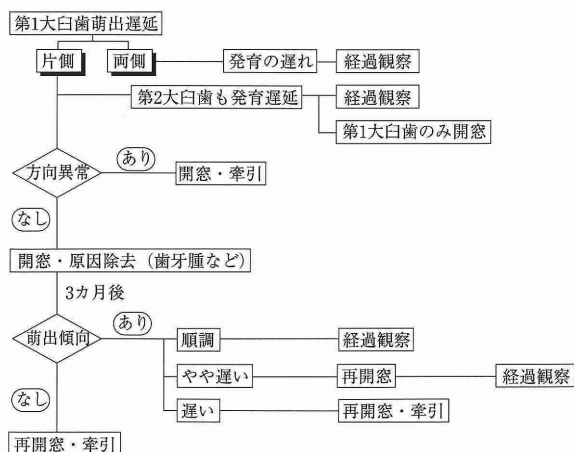 第1大臼歯萌出遅延
片側 両側 発育の遅れ 経過観察
第2大臼歯も発育遅延 経過観察
第1大臼歯のみ開窓
方向異常 あり 開窓・牽引
なし
開窓・原因除去（歯牙腫など）
3カ月後
萌出傾向 あり 順調 経過観察
やや遅い 再開窓 経過観察
なし 遅い 再開窓・牽引
再開窓・牽引